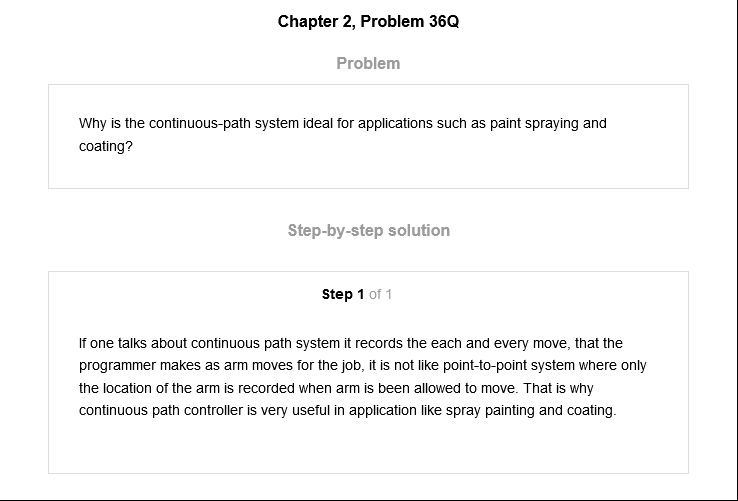 Chapter 2, Problem 36Q
Problem
Why is the continuous-path system ideal for applications such as paint spraying and
coating?
Step-by-step solution
Step 1 of 1
If one talks about continuous path system it records the each and every move, that the
programmer makes as arm moves for the job, it is not like point-to-point system where only
the location of the arm is recorded when arm is been allowed to move. That is why
continuous path controller is very useful in application like spray painting and coating.